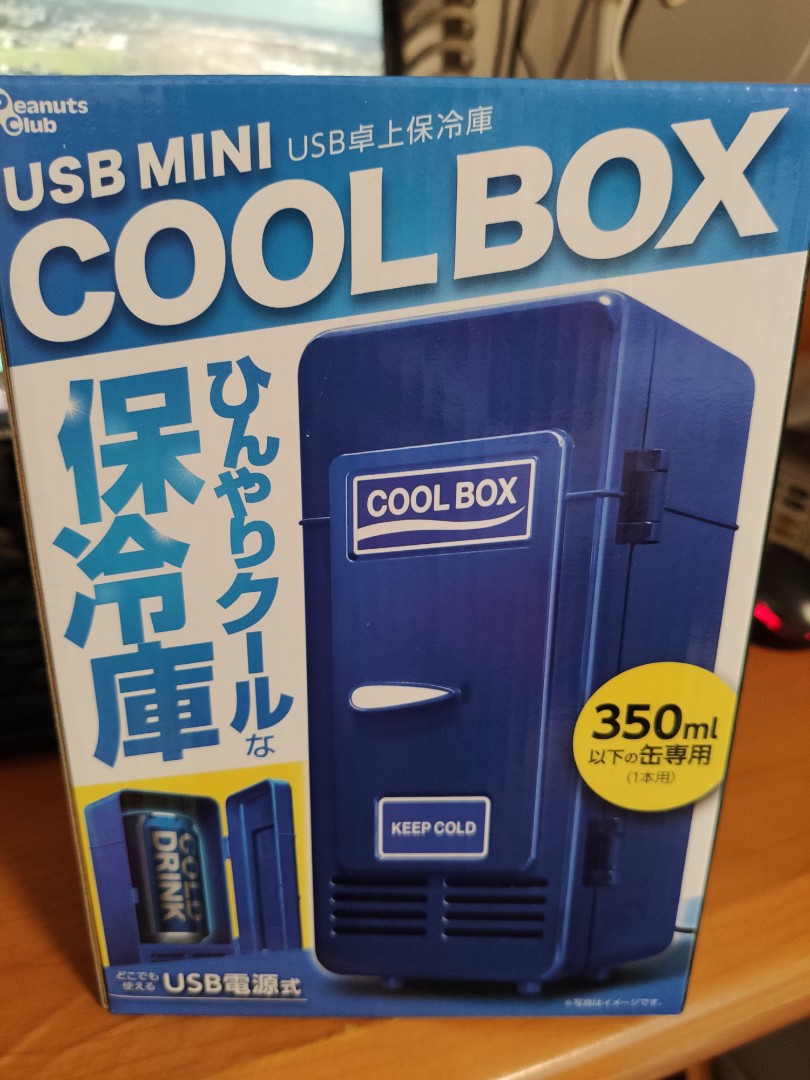 Peanuts
Club
USB MINI USB卓上保冷庫
COOL BOX
ひんやりクールな
保冷庫
COOL BOX
KEEP COLD
350ml
以下の缶専用
(1本用)
COLD
DRINK
どこでも
使える
USB電源式
※写真はイメージです。